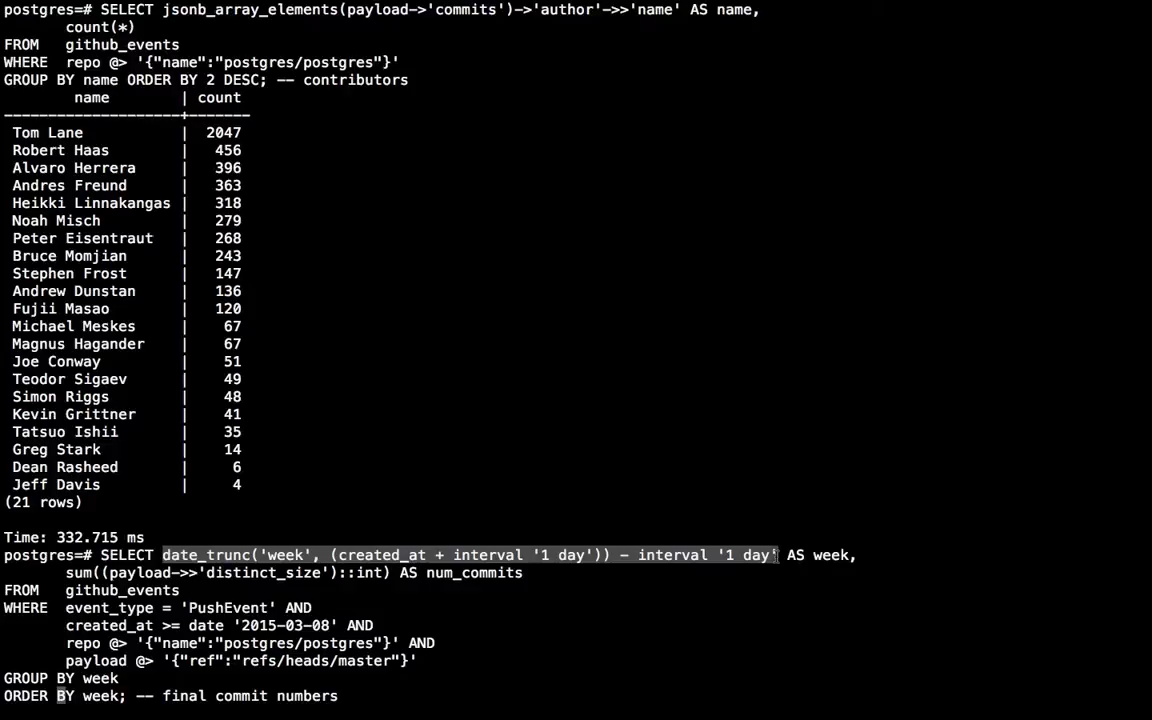 postgres=# SELECT jsonb_array_elements(payload->'commits')->'author'->>'name' AS name,
count(*)
FROM github_events
WHERE repo @> '{"name":"postgres/postgres"}'
GROUP BY name ORDER BY 2 DESC; -- contributors
name | count
---------------------+-------
Tom Lane | 2047
Robert Haas | 456
Alvaro Herrera | 396
Andres Freund | 363
Heikki Linnakangas | 318
Noah Misch | 279
Peter Eisentraut | 268
Bruce Momjian | 243
Stephen Frost | 147
Andrew Dunstan | 136
Fujii Masao | 120
Michael Meskes | 67
Magnus Hagander | 67
Joe Conway | 51
Teodor Sigaev | 49
Simon Riggs | 48
Kevin Grittner | 41
Tatsuo Ishii | 35
Greg Stark | 14
Dean Rasheed | 6
Jeff Davis | 4
(21 rows)
Time: 332.715 ms
postgres=# SELECT date_trunc('week', (created_at + interval '1 day')) - interval '1 day' AS week,
sum((payload->>'distinct_size')::int) AS num_commits
FROM github_events
WHERE event_type = 'PushEvent' AND
created_at >= date '2015-03-08' AND
repo @> '{"name":"postgres/postgres"}' AND
payload @> '{"ref":"refs/heads/master"}'
GROUP BY week
ORDER BY week; -- final commit numbers